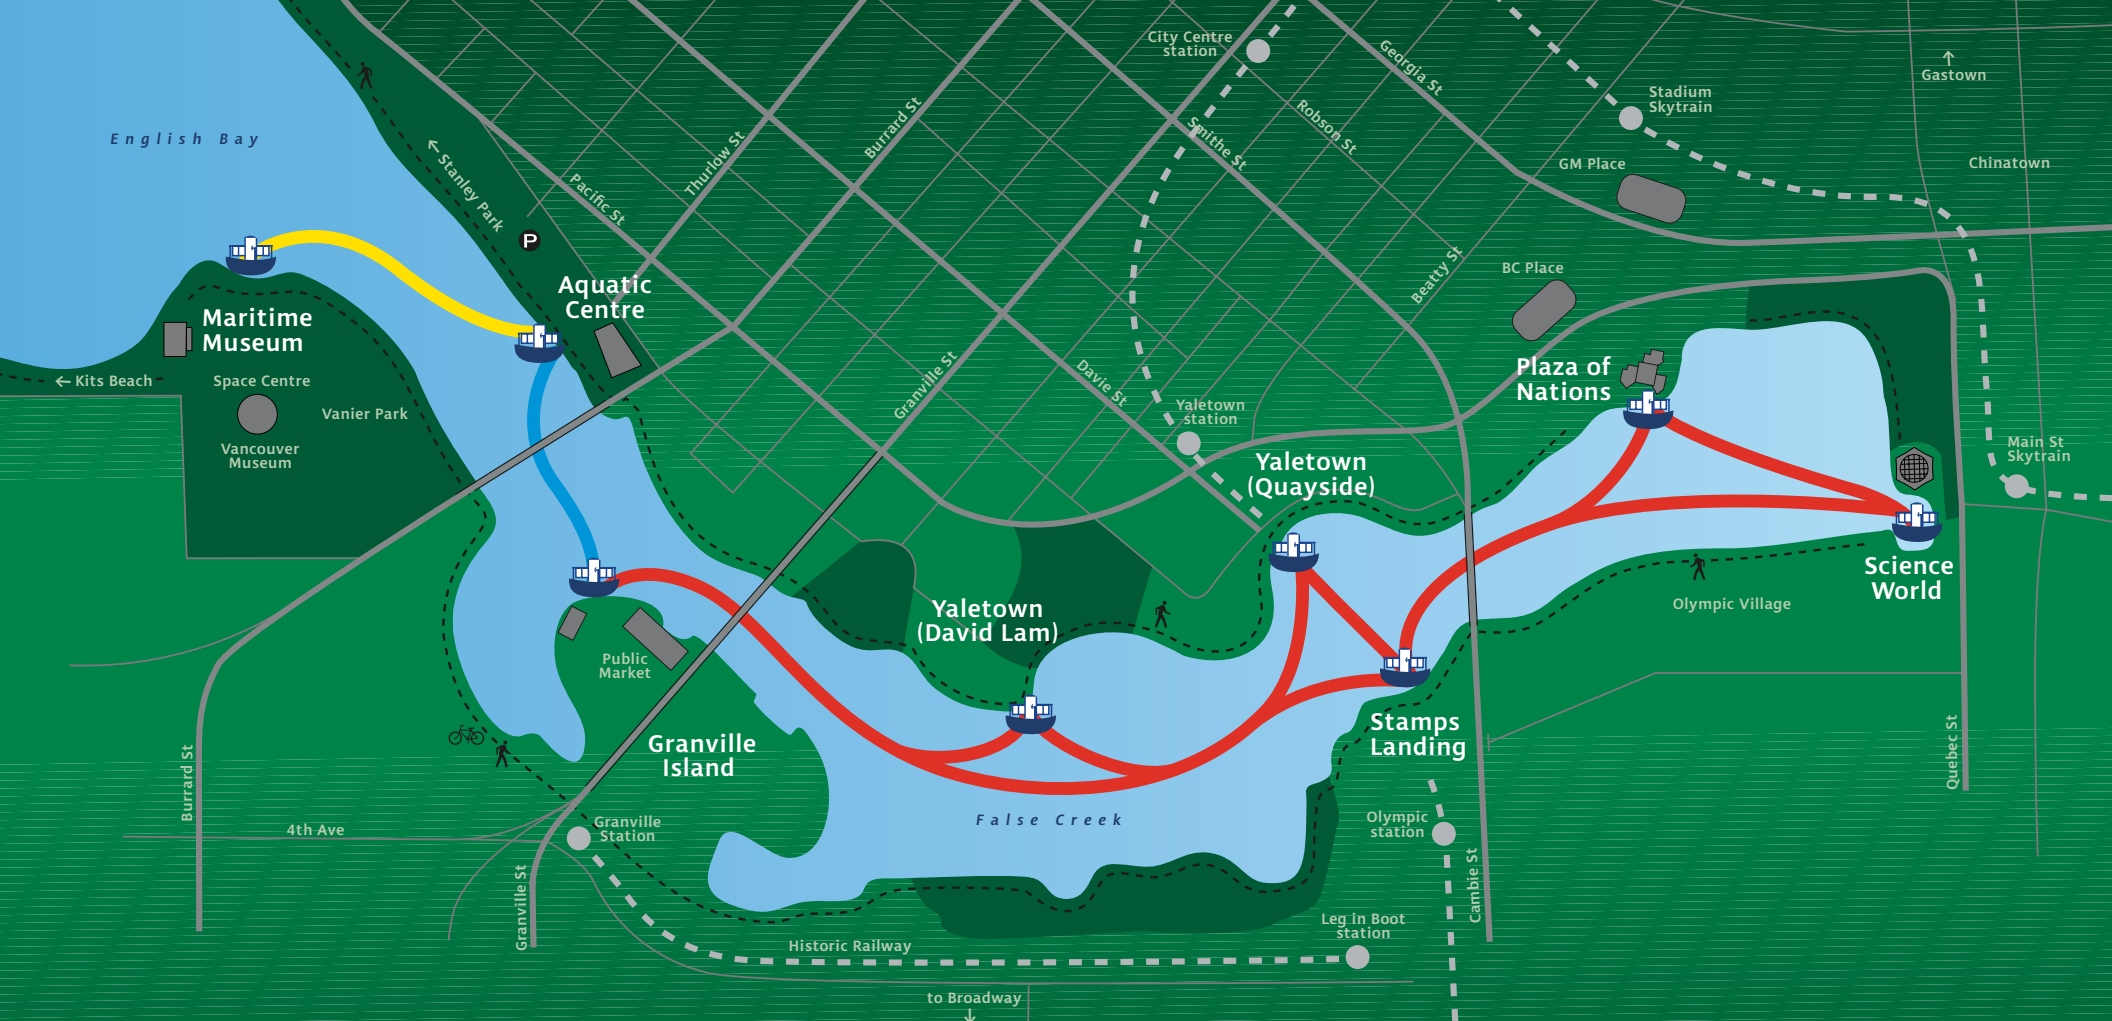 City Centre
station
Georgia St
Gastown
Stadium
Skytrain
English Bay
Burrard St
Thurlow St
Smithe St
Robson St
GM Place
Chinatown
Stanley Park
Pacific St
P
BC Place
Beatty St
Aquatic
Centre
Maritime
Museum
Kits Beach
Space Centre
Vanier Park
Vancouver
Museum
Granville St
Davie St
Yaletown
station
Plaza of
Nations
Main St
Skytrain
Yaletown
(Quayside)
Science
World
Olympic Village
Yaletown
(David Lam)
Public
Market
Granville
Island
Stamps
Landing
Burrard St
Quebec St
False Creek
4th Ave
Granville
Station
Olympic
station
Granville St
Cambie St
Leg in Boot
station
Historic Railway
to Broadway